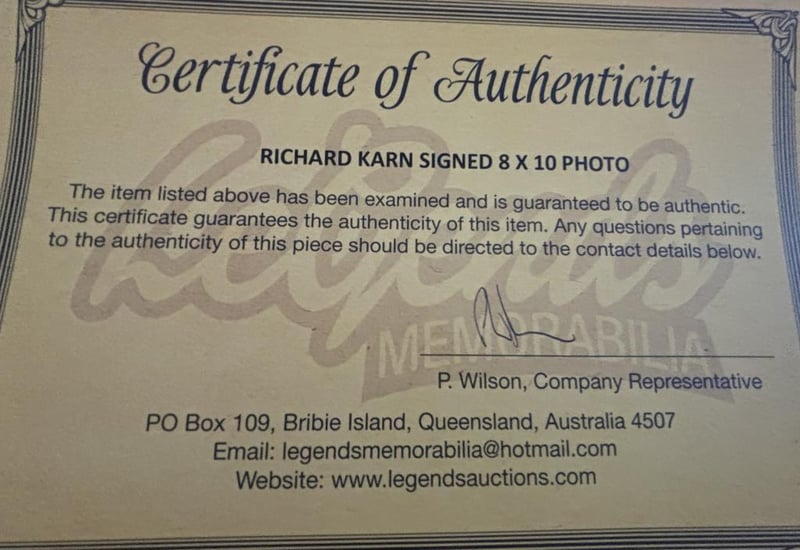 Certificate of Authenticity
RICHARD KARN SIGNED 8 X 10 PHOTO
The item listed above has been examined and is guaranteed to be authentic.
This certificate guarantees the authenticity of this item. Any questions pertaining
to the authenticity of this piece should be directed to the contact details below.
Legends
MEMORABILIA
P. Wilson, Company Representative
PO Box 109, Bribie Island, Queensland, Australia 4507
Email: legendsmemorabilia@hotmail.com
Website: www.legendsauctions.com